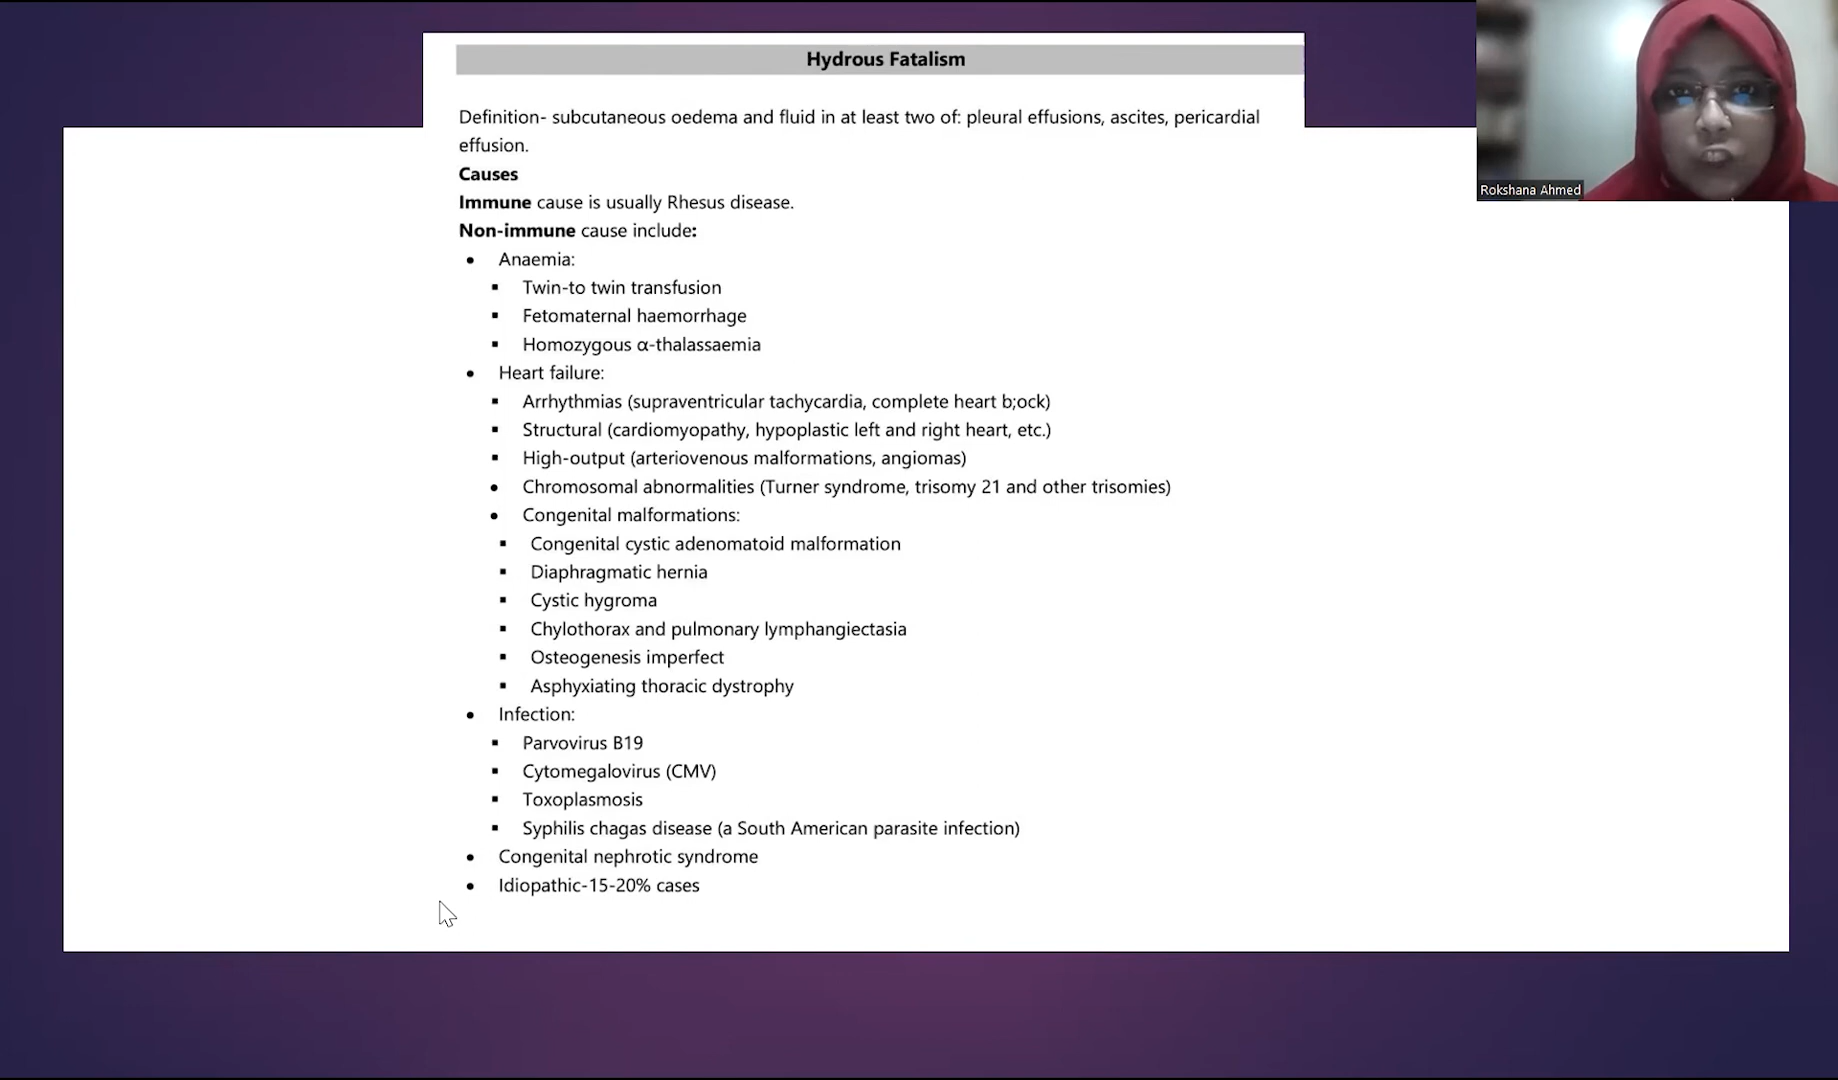 Hydrous Fatalism
Definition- subcutaneous oedema and fluid in at least two of: pleural effusions, ascites, pericardial
effusion.
Causes
Immune cause is usually Rhesus disease.
Non-immune cause include:
• Anaemia:
▪ Twin-to twin transfusion
▪ Fetomaternal haemorrhage
▪ Homozygous α-thalassaemia
• Heart failure:
▪ Arrhythmias (supraventricular tachycardia, complete heart b;ock)
▪ Structural (cardiomyopathy, hypoplastic left and right heart, etc.)
▪ High-output (arteriovenous malformations, angiomas)
• Chromosomal abnormalities (Turner syndrome, trisomy 21 and other trisomies)
• Congenital malformations:
▪ Congenital cystic adenomatoid malformation
▪ Diaphragmatic hernia
▪ Cystic hygroma
▪ Chylothorax and pulmonary lymphangiectasia
▪ Osteogenesis imperfect
▪ Asphyxiating thoracic dystrophy
• Infection:
▪ Parvovirus B19
▪ Cytomegalovirus (CMV)
▪ Toxoplasmosis
▪ Syphilis chagas disease (a South American parasite infection)
• Congenital nephrotic syndrome
• Idiopathic-15-20% cases
Rokshana Ahmed